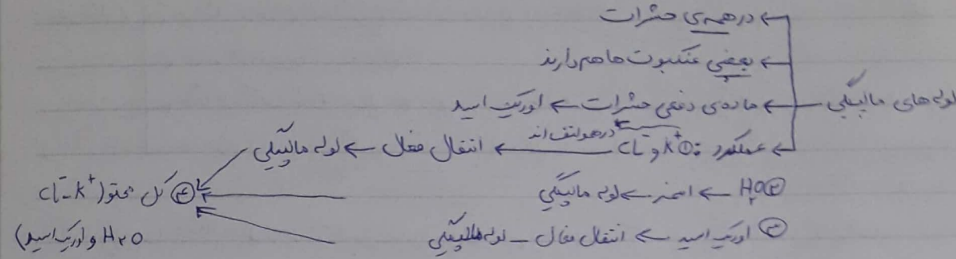 ← در همه‌ی حشرات
← بعضی عنکبوت‌ها هم دارند
لوله های مالپیگی ← ماده‌ی دفعی حشرات ← اوریک اسید
در همولنف اند
← عملکرد: ① K⁺ و Cl⁻ ← انتقال فعال ← لوله مالپیگی
② H₂O ← اسمز ← لوله مالپیگی ④ کل محتوا (Cl⁻ K⁺
③ اوریک اسید ← انتقال فعال - لوله مالپیگی H₂O و اوریک اسید)